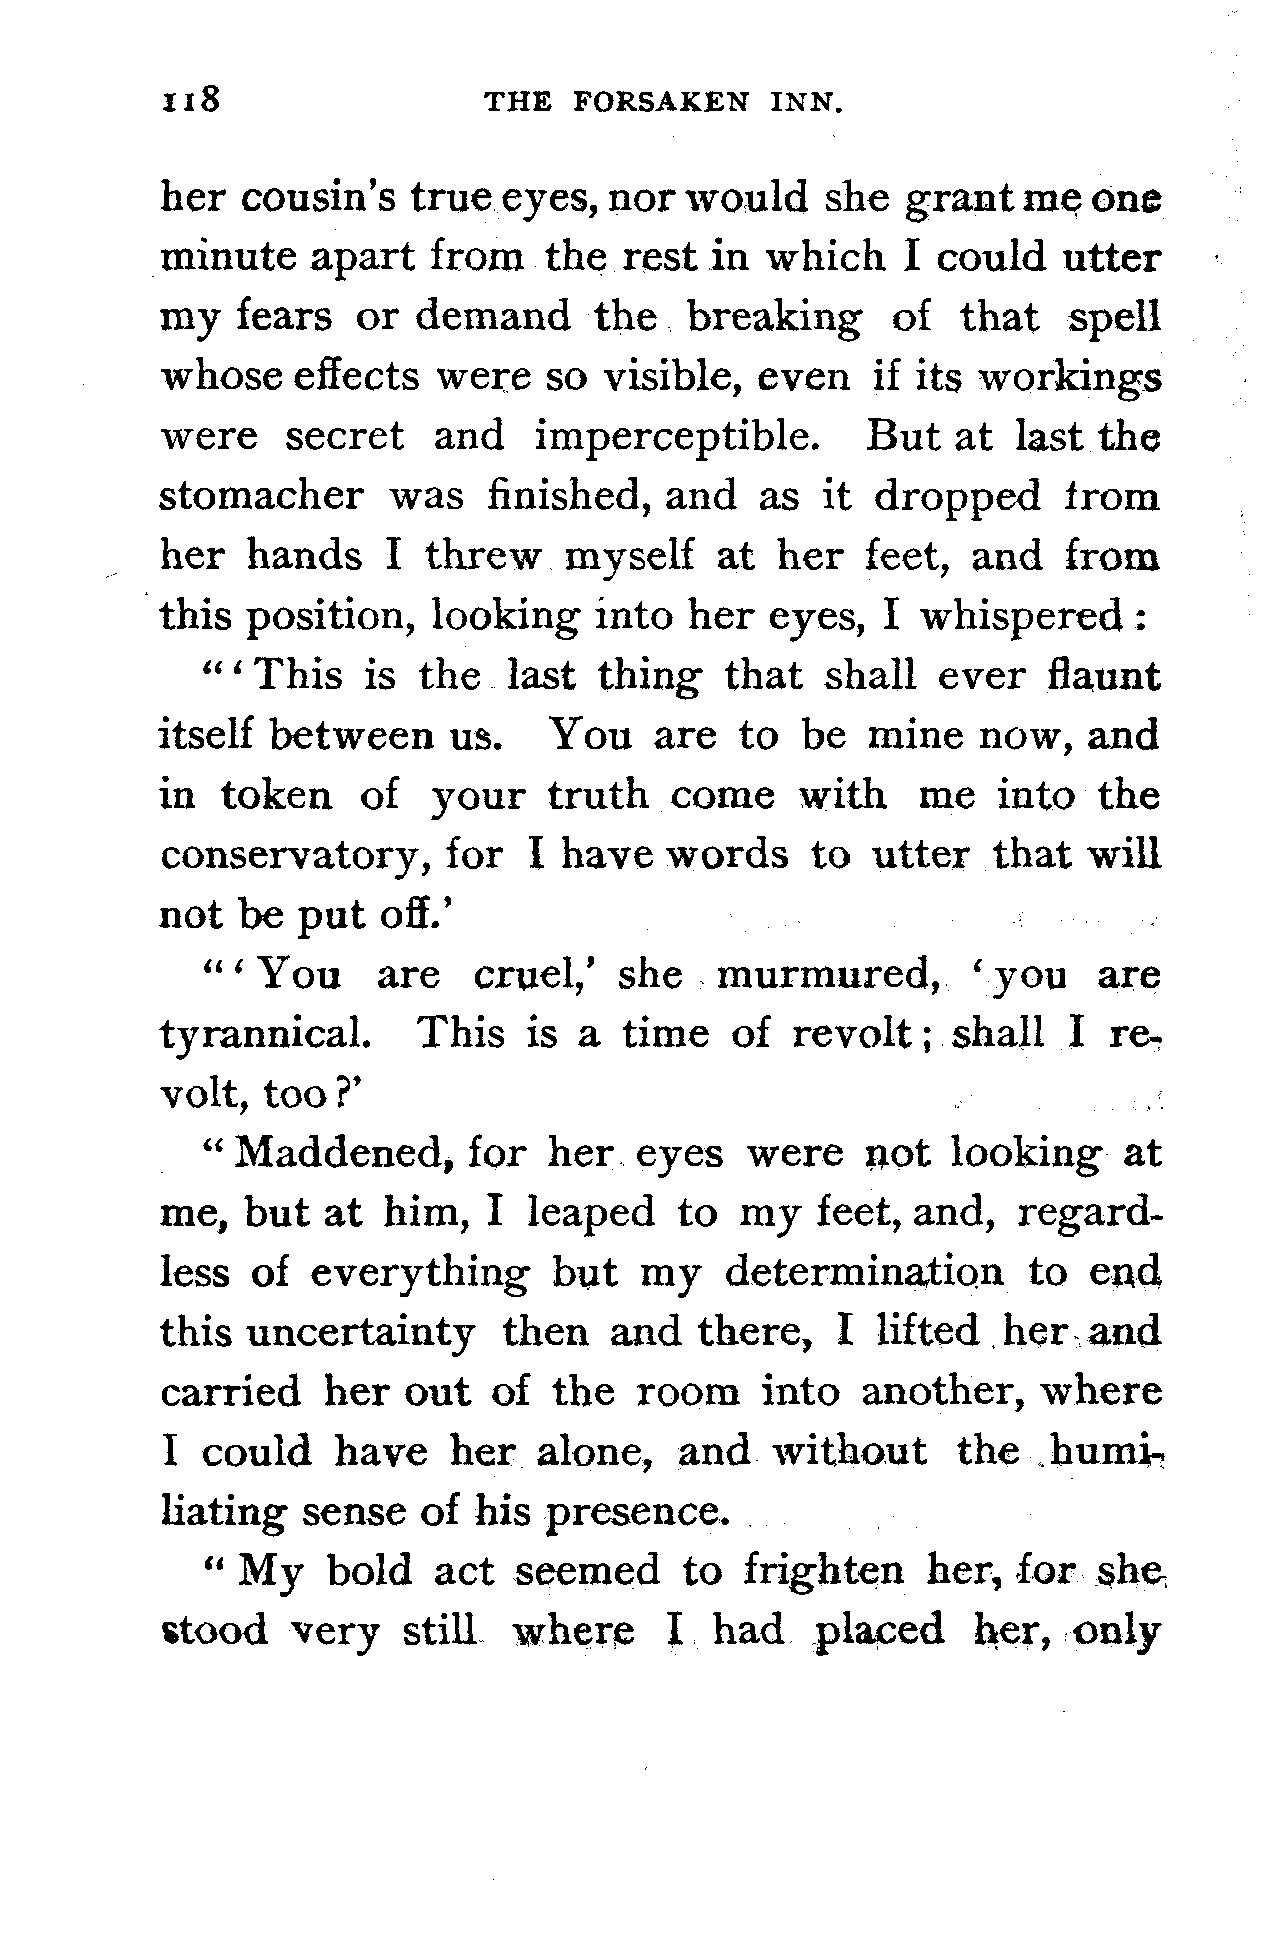 118 THE FORSAKEN INN.
her cousin's true eyes, nor would she grant me one
minute apart from the rest in which I could utter
my fears or demand the breaking of that spell
whose effects were so visible, even if its workings
were secret and imperceptible. But at last the
stomacher was finished, and as it dropped from
her hands I threw myself at her feet, and from
this position, looking into her eyes, I whispered :
"'This is the last thing that shall ever flaunt
itself between us. You are to be mine now, and
in token of your truth come with me into the
conservatory, for I have words to utter that will
not be put off.'
"'You are cruel,' she murmured, 'you are
tyrannical. This is a time of revolt; shall I re-
volt, too?'
"Maddened, for her eyes were not looking at
me, but at him, I leaped to my feet, and, regard-
less of everything but my determination to end
this uncertainty then and there, I lifted her and
carried her out of the room into another, where
I could have her alone, and without the humi-
liating sense of his presence.
"My bold act seemed to frighten her, for she
stood very still where I had placed her, only